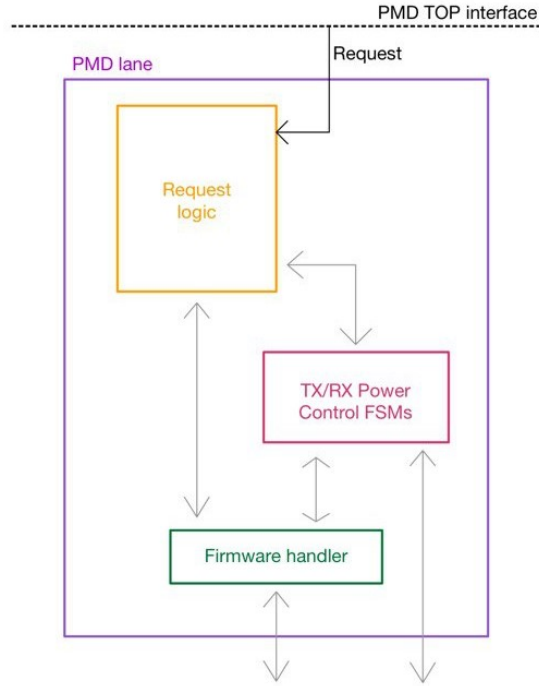 PMD TOP interface
Request
PMD lane
Request
logic
TX/RX Power
Control FSMs
Firmware handler